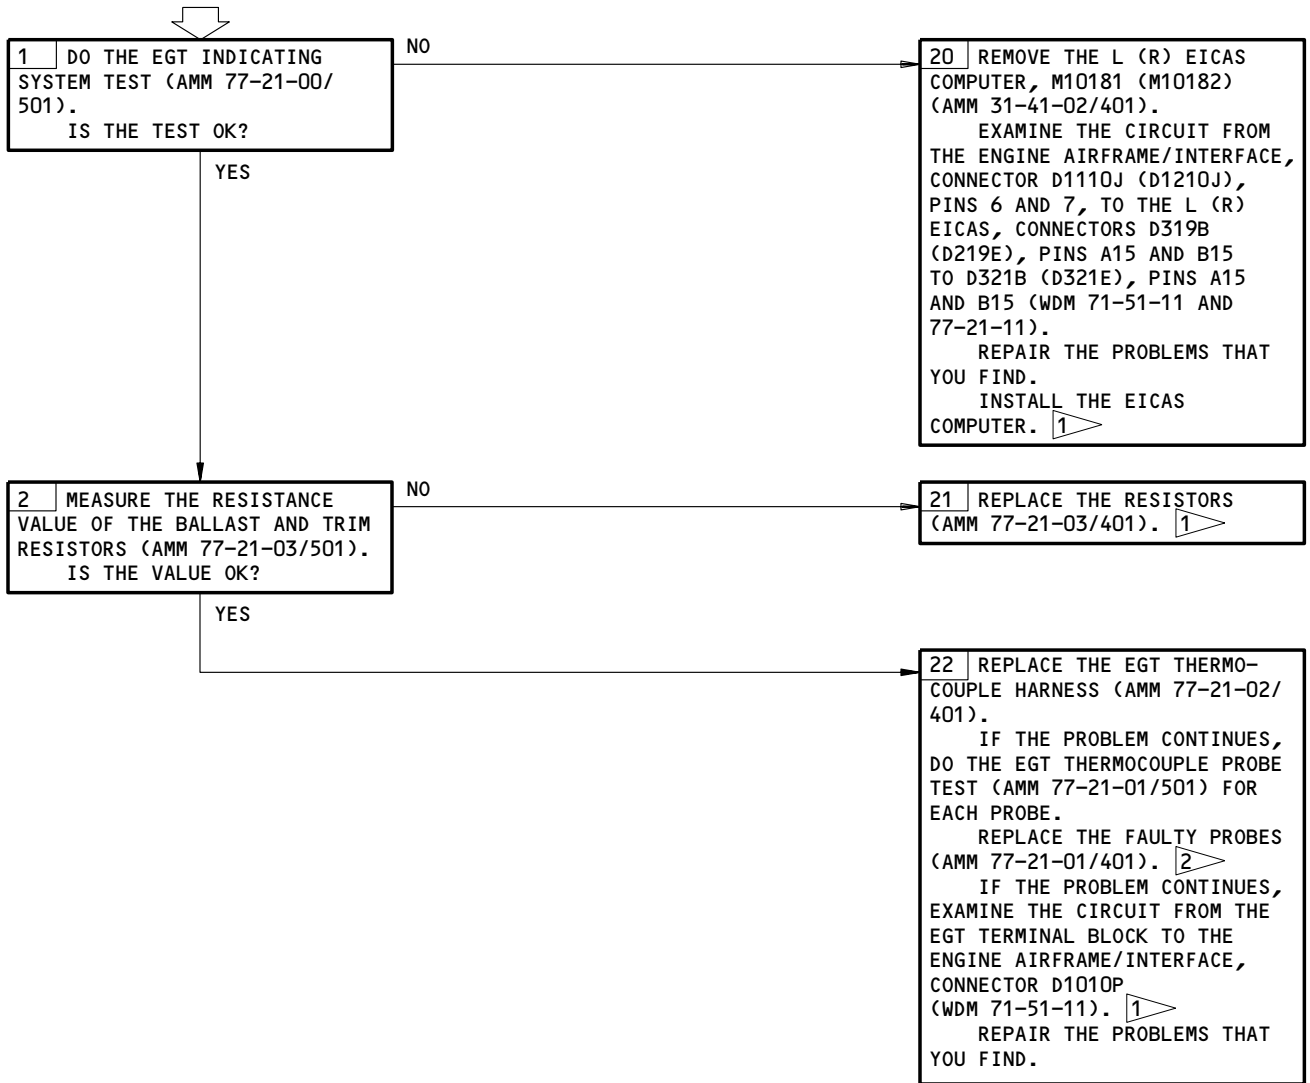 1 DO THE EGT INDICATING
SYSTEM TEST (AMM 77-21-00/
501).
IS THE TEST OK?
NO
YES
20 REMOVE THE L (R) EICAS
COMPUTER, M10181 (M10182)
(AMM 31-41-02/401).
EXAMINE THE CIRCUIT FROM
THE ENGINE AIRFRAME/INTERFACE,
CONNECTOR D1110J (D1210J),
PINS 6 AND 7, TO THE L (R)
EICAS, CONNECTORS D319B
(D219E), PINS A15 AND B15
TO D321B (D321E), PINS A15
AND B15 (WDM 71-51-11 AND
77-21-11).
REPAIR THE PROBLEMS THAT
YOU FIND.
INSTALL THE EICAS
COMPUTER. 1
2 MEASURE THE RESISTANCE
VALUE OF THE BALLAST AND TRIM
RESISTORS (AMM 77-21-03/501).
IS THE VALUE OK?
NO
YES
21 REPLACE THE RESISTORS
(AMM 77-21-03/401). 1
22 REPLACE THE EGT THERMO-
COUPLE HARNESS (AMM 77-21-02/
401).
IF THE PROBLEM CONTINUES,
DO THE EGT THERMOCOUPLE PROBE
TEST (AMM 77-21-01/501) FOR
EACH PROBE.
REPLACE THE FAULTY PROBES
(AMM 77-21-01/401). 2
IF THE PROBLEM CONTINUES,
EXAMINE THE CIRCUIT FROM THE
EGT TERMINAL BLOCK TO THE
ENGINE AIRFRAME/INTERFACE,
CONNECTOR D1010P
(WDM 71-51-11). 1
REPAIR THE PROBLEMS THAT
YOU FIND.